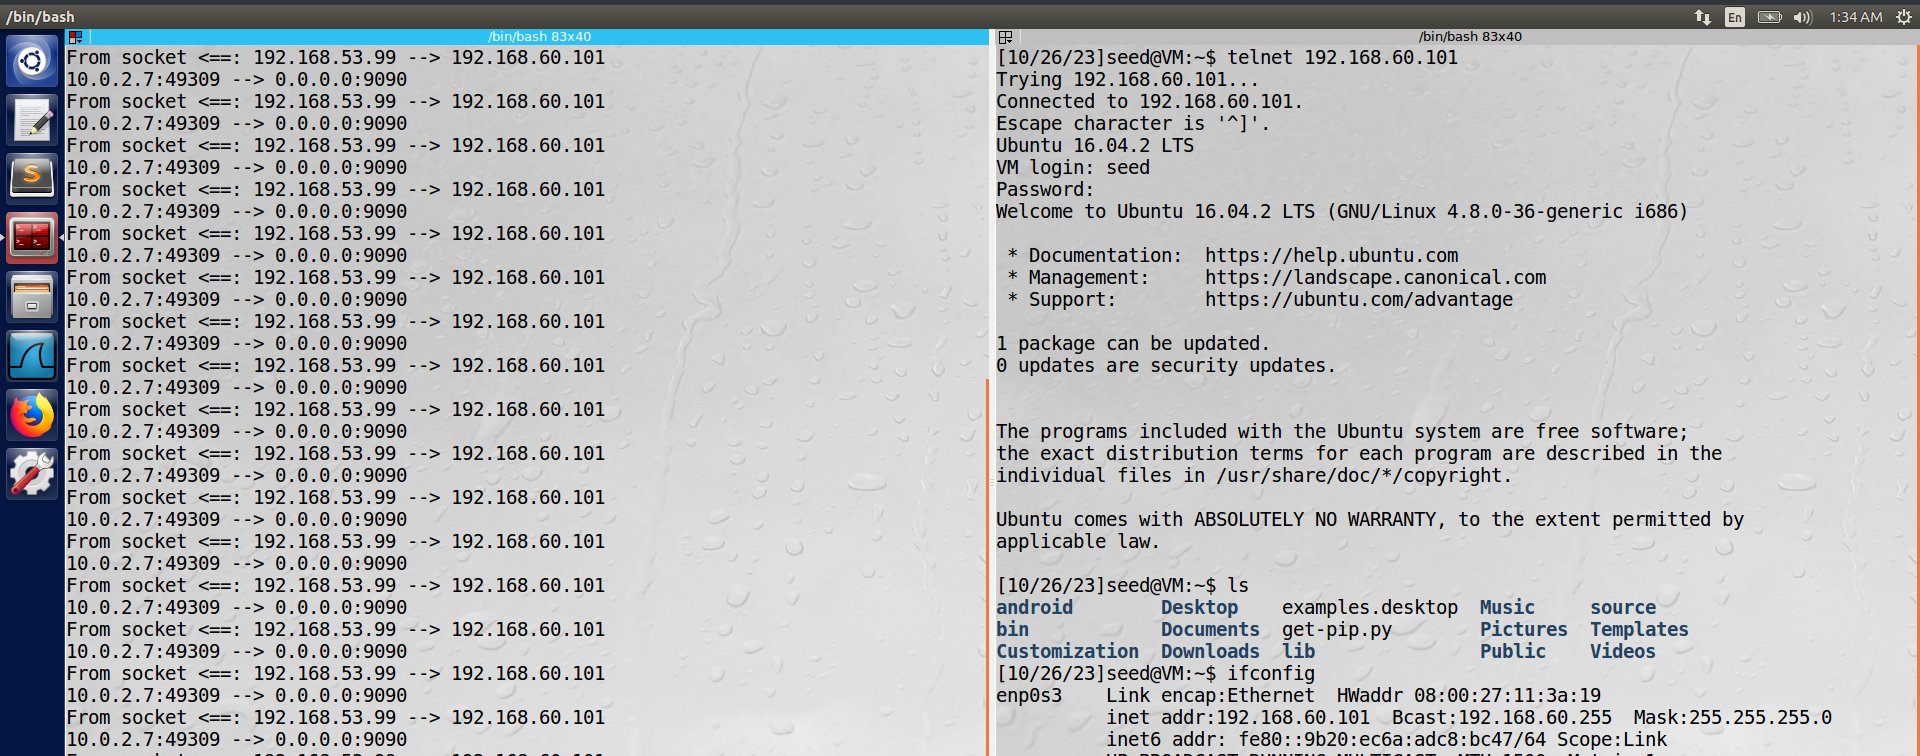 /bin/bash
En
1:34 AM
/bin/bash 83x40
From socket <==: 192.168.53.99 --> 192.168.60.101
10.0.2.7:49309 --> 0.0.0.0:9090
From socket <==: 192.168.53.99 --> 192.168.60.101
10.0.2.7:49309 --> 0.0.0.0:9090
From socket <==: 192.168.53.99 --> 192.168.60.101
10.0.2.7:49309 --> 0.0.0.0:9090
From socket <==: 192.168.53.99 --> 192.168.60.101
10.0.2.7:49309 --> 0.0.0.0:9090
From socket <==: 192.168.53.99 --> 192.168.60.101
10.0.2.7:49309 --> 0.0.0.0:9090
From socket <==: 192.168.53.99 --> 192.168.60.101
10.0.2.7:49309 --> 0.0.0.0:9090
From socket <==: 192.168.53.99 --> 192.168.60.101
10.0.2.7:49309 --> 0.0.0.0:9090
From socket <==: 192.168.53.99 --> 192.168.60.101
10.0.2.7:49309 --> 0.0.0.0:9090
From socket <==: 192.168.53.99 --> 192.168.60.101
10.0.2.7:49309 --> 0.0.0.0:9090
From socket <==: 192.168.53.99 --> 192.168.60.101
10.0.2.7:49309 --> 0.0.0.0:9090
From socket <==: 192.168.53.99 --> 192.168.60.101
10.0.2.7:49309 --> 0.0.0.0:9090
From socket <==: 192.168.53.99 --> 192.168.60.101
10.0.2.7:49309 --> 0.0.0.0:9090
From socket <==: 192.168.53.99 --> 192.168.60.101
10.0.2.7:49309 --> 0.0.0.0:9090
From socket <==: 192.168.53.99 --> 192.168.60.101
10.0.2.7:49309 --> 0.0.0.0:9090
From socket <==: 192.168.53.99 --> 192.168.60.101
10.0.2.7:49309 --> 0.0.0.0:9090
From socket <==: 192.168.53.99 --> 192.168.60.101
10.0.2.7:49309 --> 0.0.0.0:9090
From socket <==: 192.168.53.99 --> 192.168.60.101
/bin/bash 83x40
[10/26/23]seed@VM:~$ telnet 192.168.60.101
Trying 192.168.60.101...
Connected to 192.168.60.101.
Escape character is '^]'.
Ubuntu 16.04.2 LTS
VM login: seed
Password:
Welcome to Ubuntu 16.04.2 LTS (GNU/Linux 4.8.0-36-generic i686)
* Documentation:  https://help.ubuntu.com
* Management:     https://landscape.canonical.com
* Support:        https://ubuntu.com/advantage
1 package can be updated.
0 updates are security updates.
The programs included with the Ubuntu system are free software;
the exact distribution terms for each program are described in the
individual files in /usr/share/doc/*/copyright.
Ubuntu comes with ABSOLUTELY NO WARRANTY, to the extent permitted by
applicable law.
[10/26/23]seed@VM:~$ ls
android        Desktop    examples.desktop  Music     source
bin            Documents  get-pip.py        Pictures  Templates
Customization  Downloads  lib               Public    Videos
[10/26/23]seed@VM:~$ ifconfig
enp0s3    Link encap:Ethernet  HWaddr 08:00:27:11:3a:19
inet addr:192.168.60.101  Bcast:192.168.60.255  Mask:255.255.255.0
inet6 addr: fe80::9b20:ec6a:adc8:bc47/64 Scope:Link